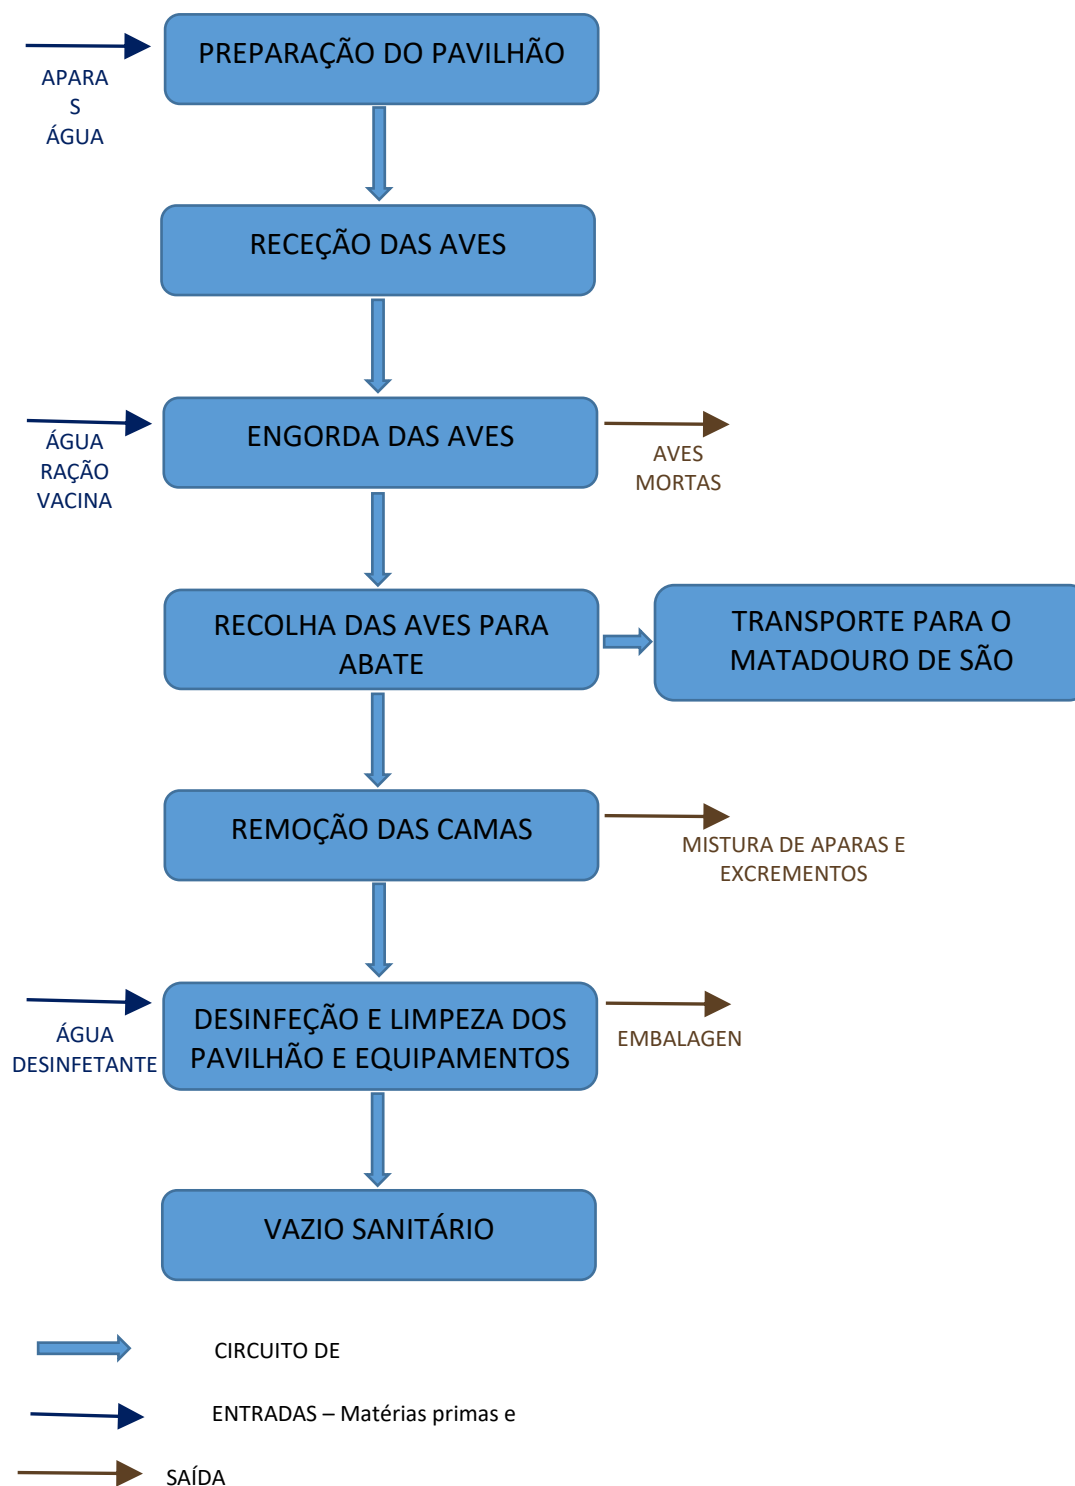 PREPARAÇÃO DO PAVILHÃO
APARA
S
ÁGUA
RECEÇÃO DAS AVES
ENGORDA DAS AVES
ÁGUA
RAÇÃO
VACINA
AVES
MORTAS
RECOLHA DAS AVES PARA
ABATE
TRANSPORTE PARA O
MATADOURO DE SÃO
REMOÇÃO DAS CAMAS
MISTURA DE APARAS E
EXCREMENTOS
DESINFEÇÃO E LIMPEZA DOS
PAVILHÃO E EQUIPAMENTOS
ÁGUA
DESINFETANTE
EMBALAGEN
VAZIO SANITÁRIO
CIRCUITO DE
ENTRADAS – Matérias primas e
SAÍDA